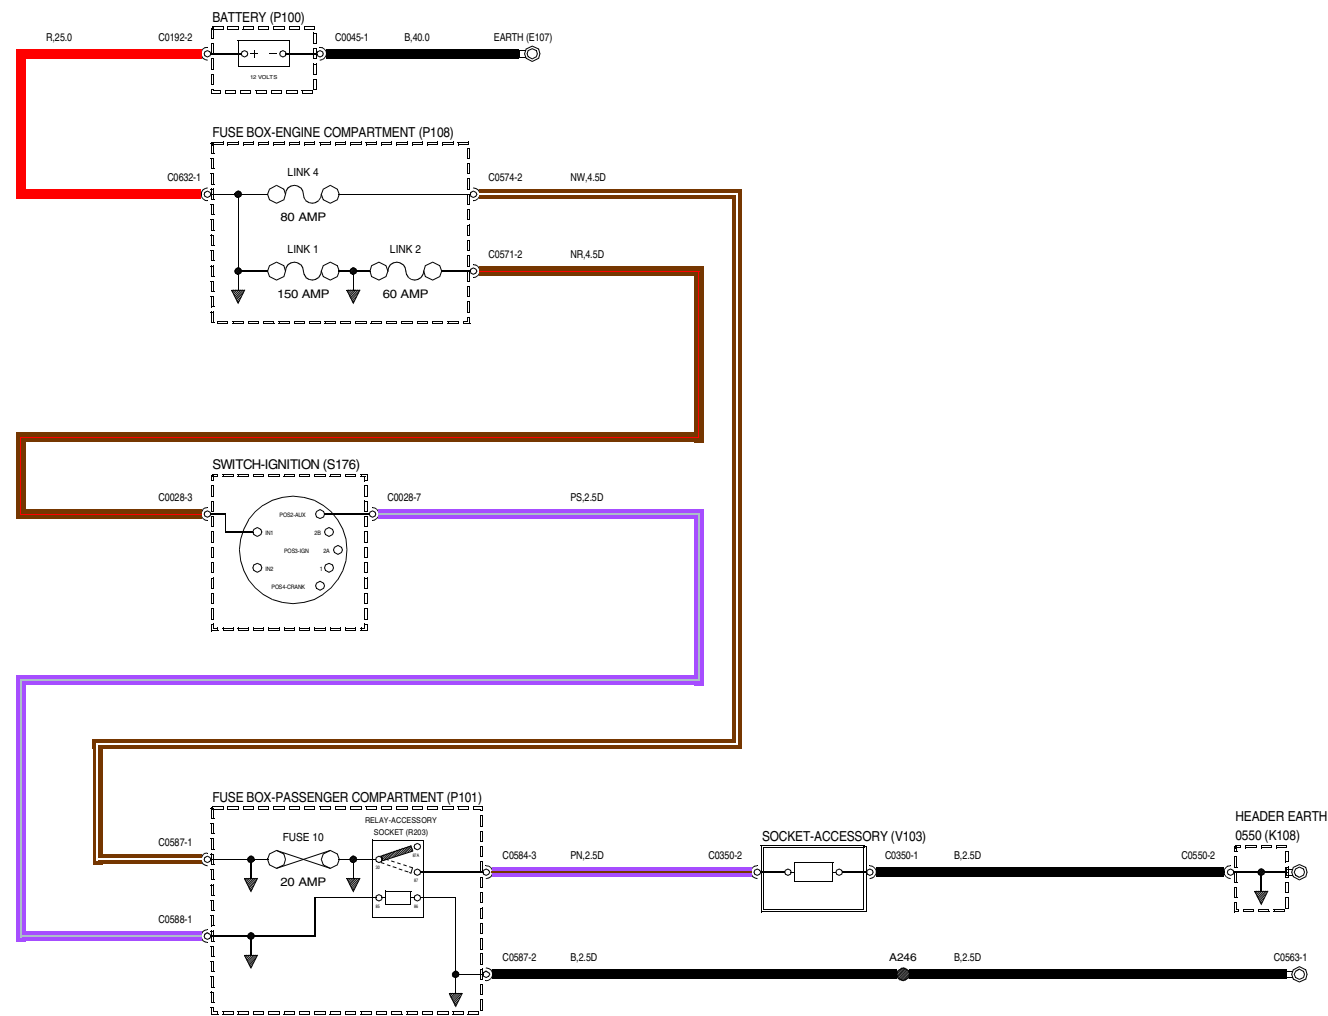 BATTERY (P100)
R,25.0
C0192-2
C0045-1
B,40.0
EARTH (E107)
+ −
12 VOLTS
FUSE BOX-ENGINE COMPARTMENT (P108)
C0632-1
LINK 4
80 AMP
C0574-2
NW,4.5D
LINK 1
150 AMP
LINK 2
60 AMP
C0571-2
NR,4.5D
SWITCH-IGNITION (S176)
C0028-3
C0028-7
PS,2.5D
POS2-AUX
IN1
2B
POS3-IGN
2A
IN2
1
POS4-CRANK
FUSE BOX-PASSENGER COMPARTMENT (P101)
RELAY-ACCESSORY
SOCKET (R203)
C0587-1
FUSE 10
20 AMP
87A
30
87
85
86
C0588-1
C0584-3
PN,2.5D
C0350-2
SOCKET-ACCESSORY (V103)
C0350-1
B,2.5D
C0550-2
HEADER EARTH
0550 (K108)
C0587-2
B,2.5D
A246
B,2.5D
C0563-1